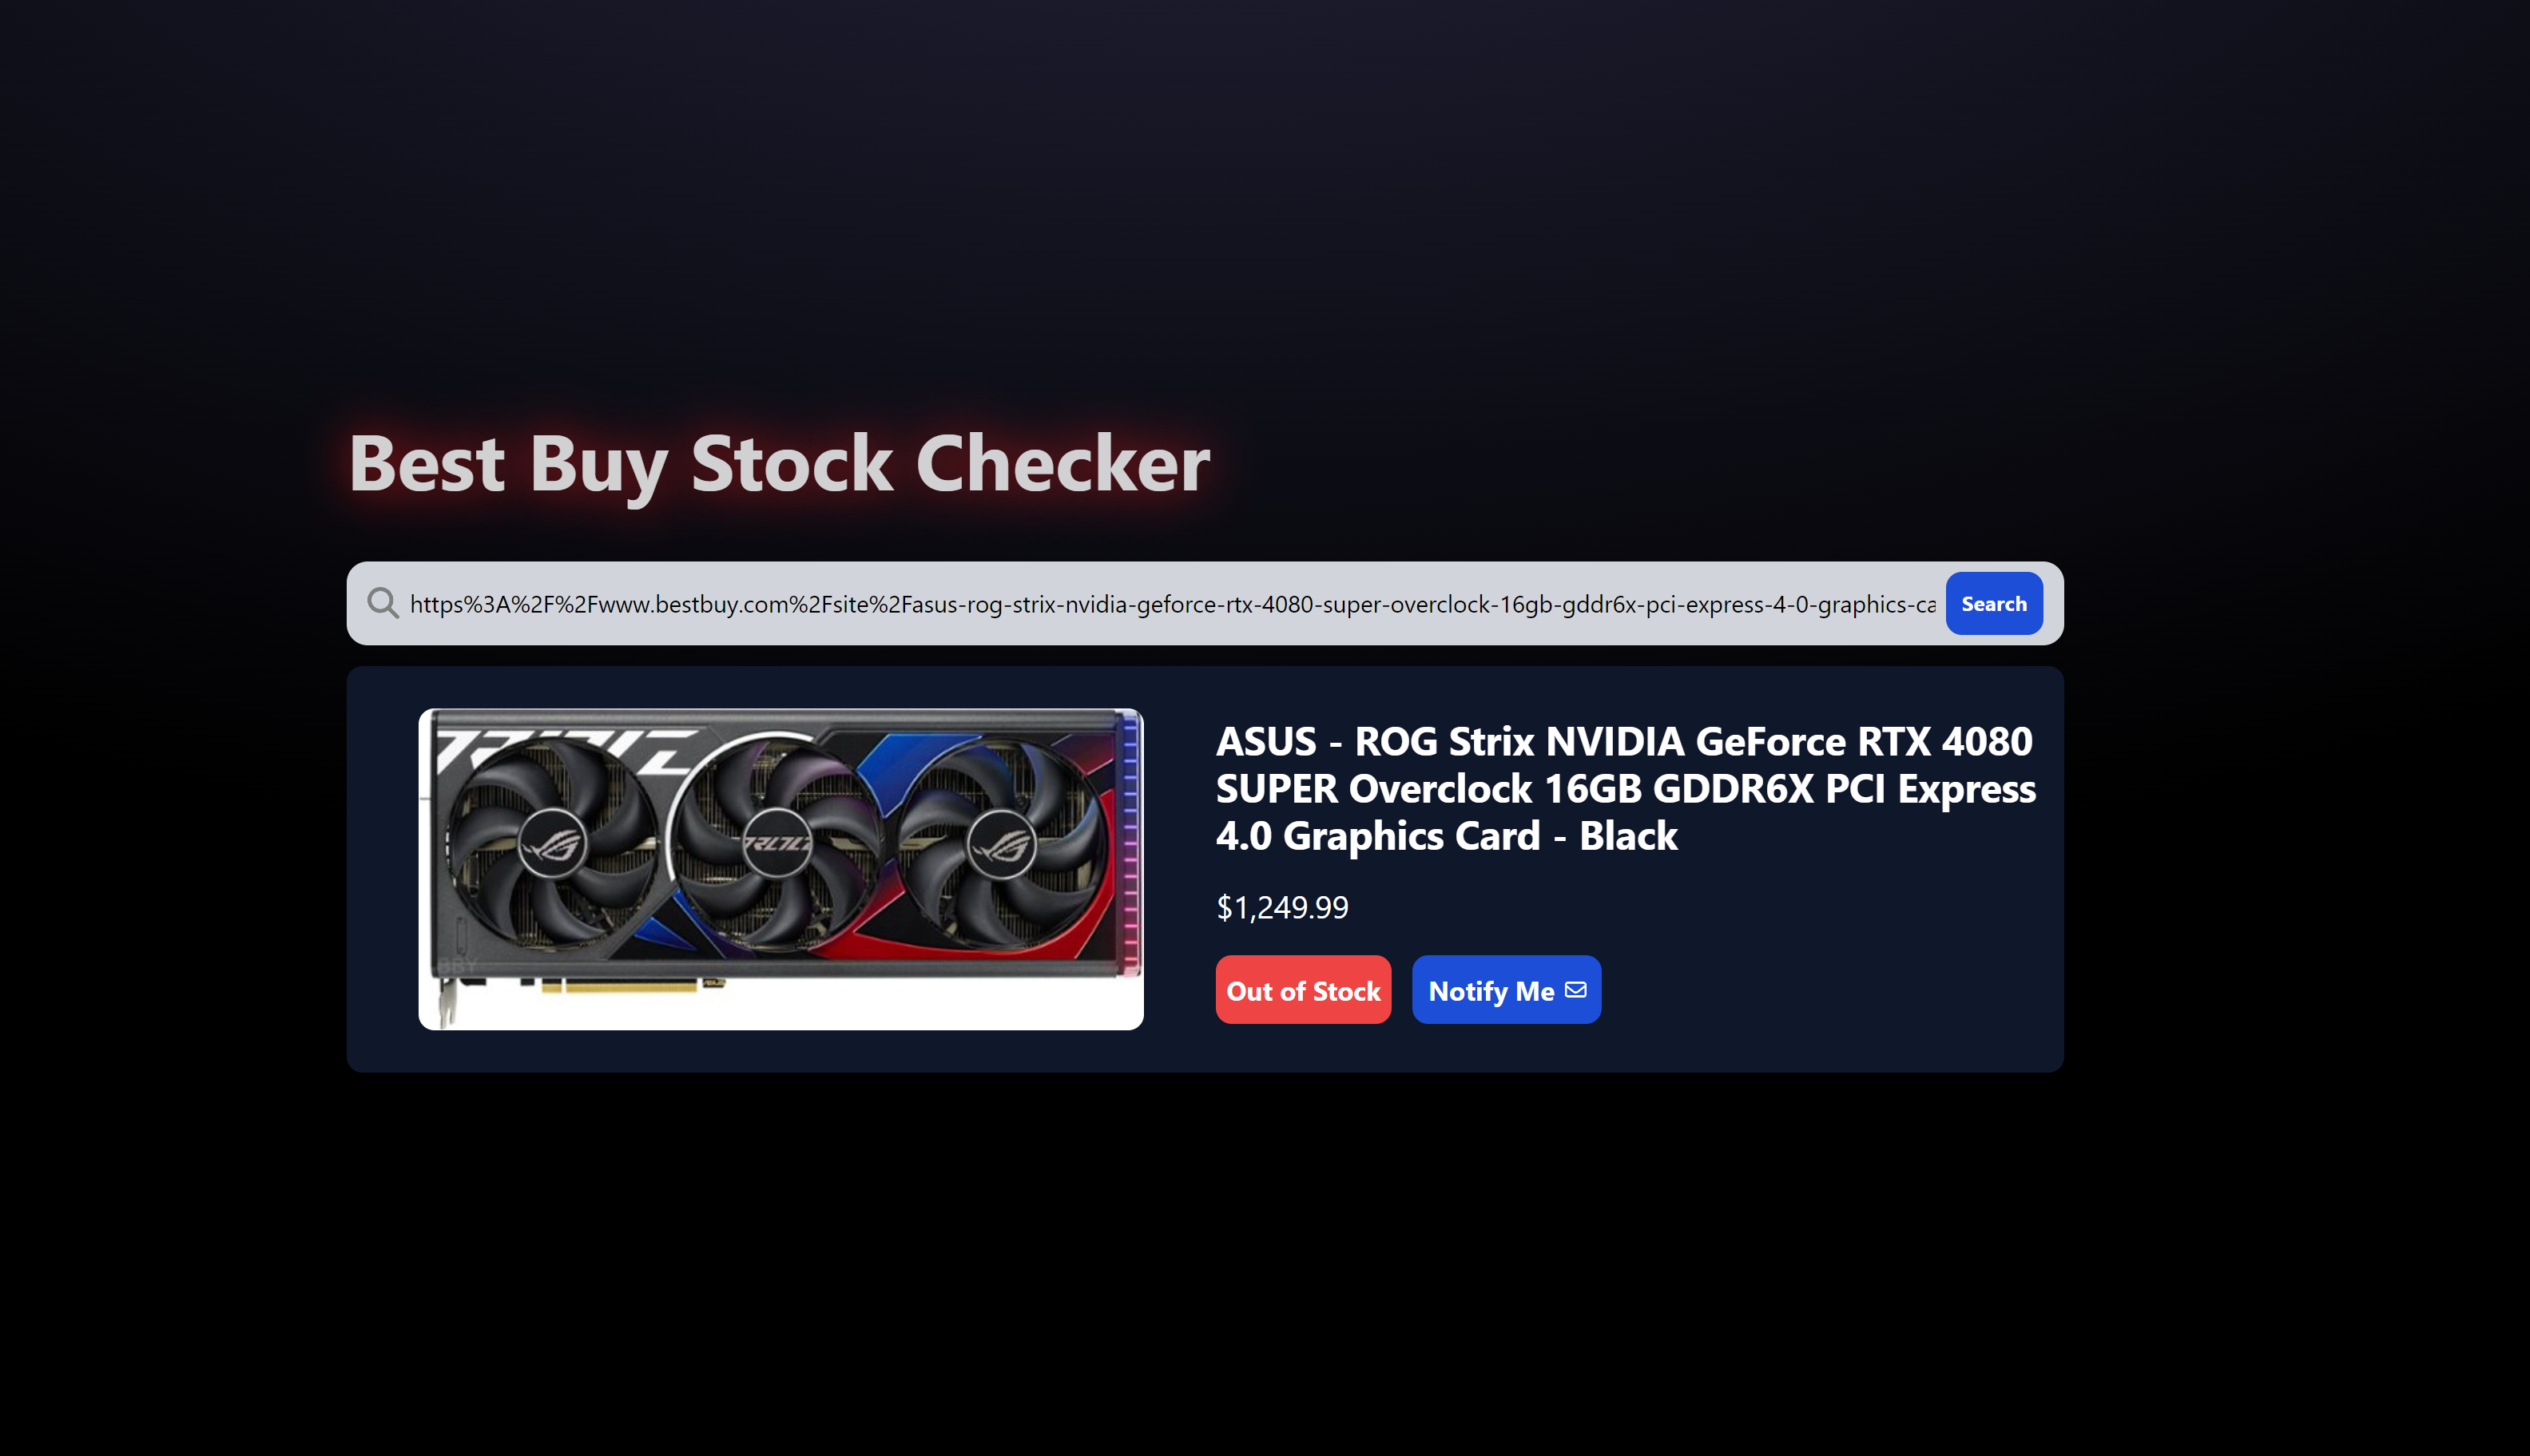 Best Buy Stock Checker
https%3A%2F%2Fwww.bestbuy.com%2Fsite%2Fasus-rog-strix-nvidia-geforce-rtx-4080-super-overclock-16gb-gddr6x-pci-express-4-0-graphics-ca
Search
ASUS - ROG Strix NVIDIA GeForce RTX 4080
SUPER Overclock 16GB GDDR6X PCI Express
4.0 Graphics Card - Black
$1,249.99
Out of Stock
Notify Me
BBY